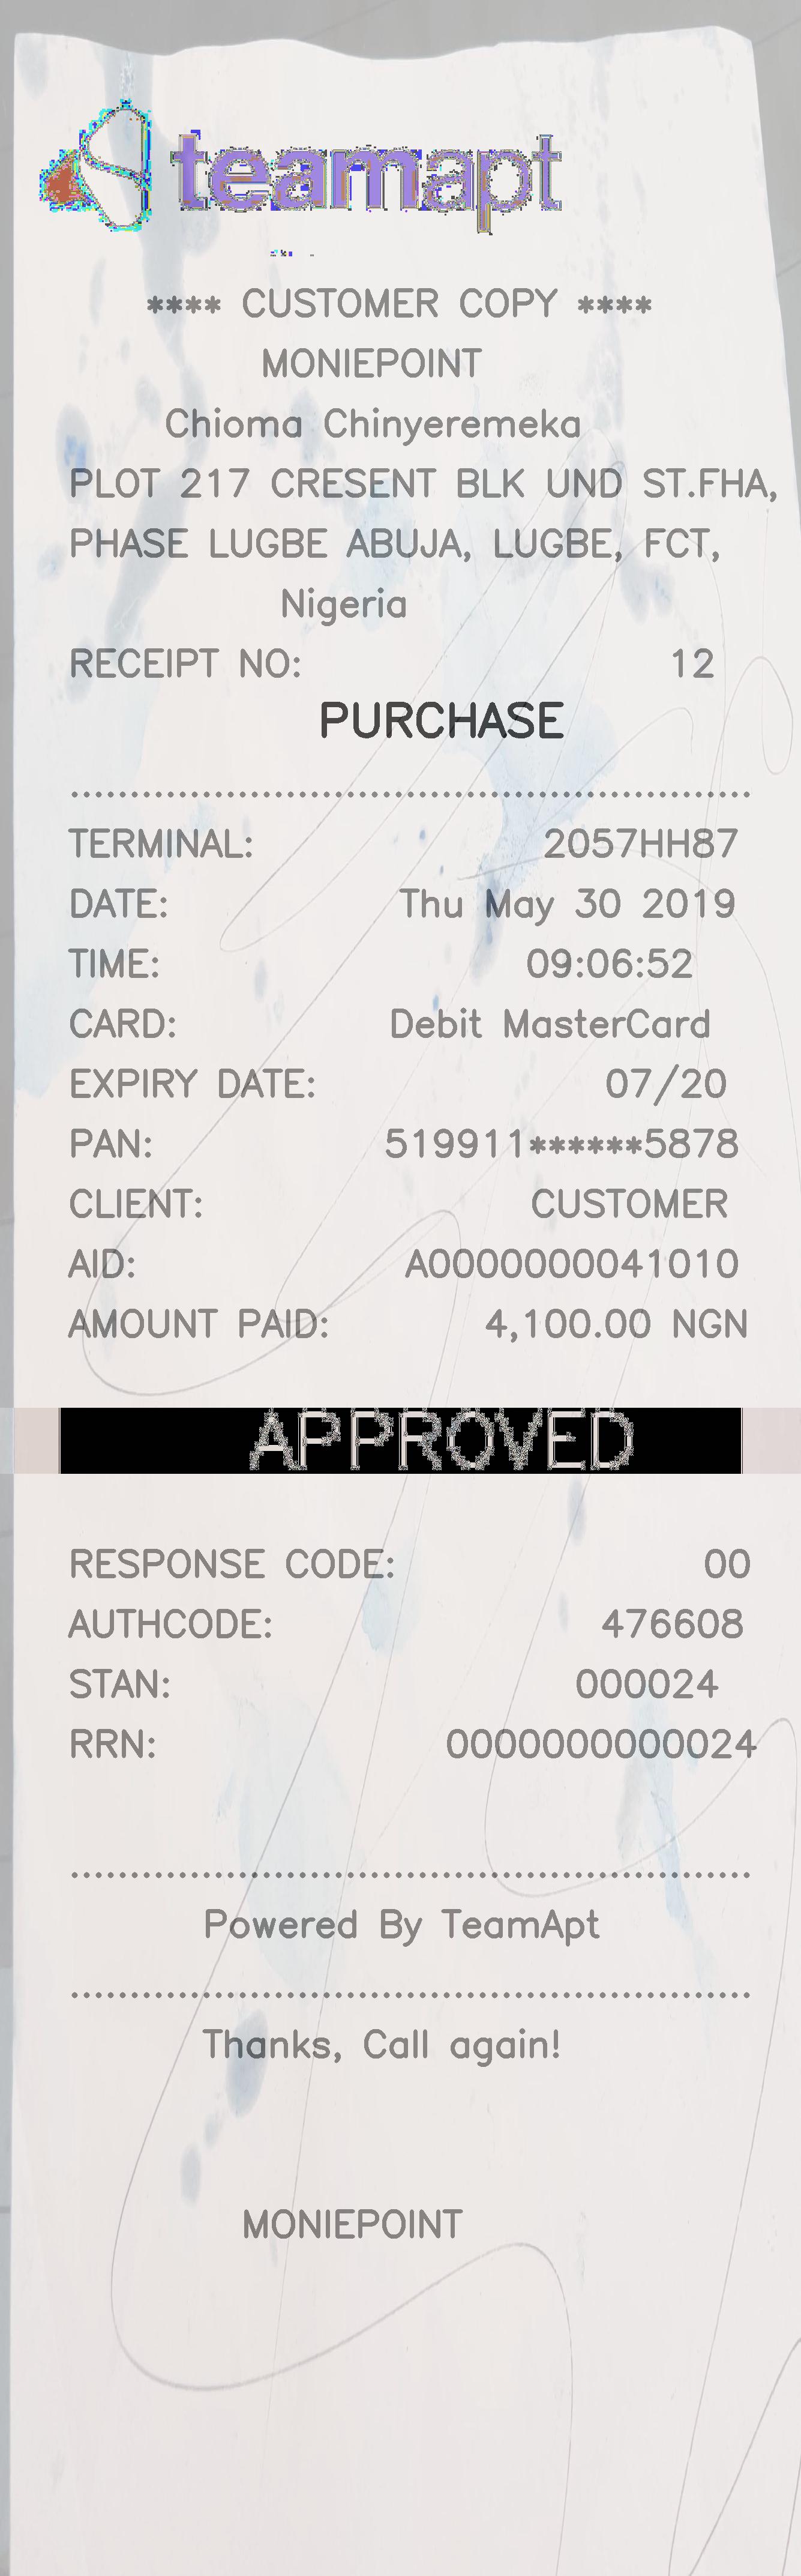 teamapt
**** CUSTOMER COPY ****
MONIEPOINT
Chioma Chinyeremeka
PLOT 217 CRESENT BLK UND ST.FHA,
PHASE LUGBE ABUJA, LUGBE, FCT,
Nigeria
RECEIPT NO: 12
PURCHASE
TERMINAL: 2057HH87
DATE: Thu May 30 2019
TIME: 09:06:52
CARD: Debit MasterCard
EXPIRY DATE: 07/20
PAN: 519911******5878
CLIENT: CUSTOMER
AID: A0000000041010
AMOUNT PAID: 4,100.00 NGN
APPROVED
RESPONSE CODE: 00
AUTHCODE: 476608
STAN: 000024
RRN: 0000000000024
Powered By TeamApt
Thanks, Call again!
MONIEPOINT